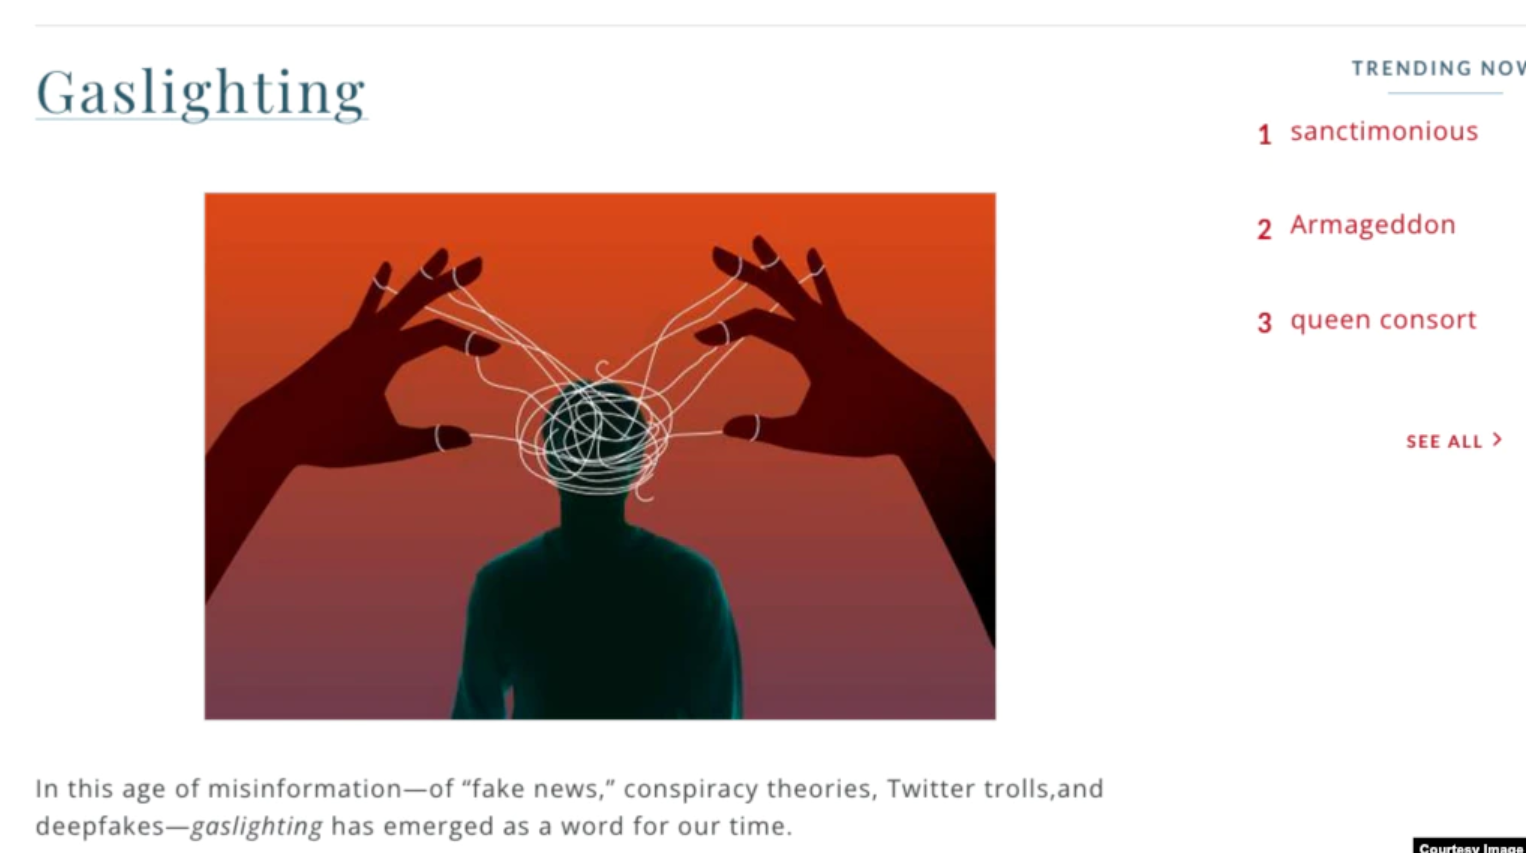 Gaslighting
TRENDING NOW
1 sanctimonious
2 Armageddon
3 queen consort
SEE ALL >
In this age of misinformation—of “fake news,” conspiracy theories, Twitter trolls,and
deepfakes—gaslighting has emerged as a word for our time.
Courtesy Image